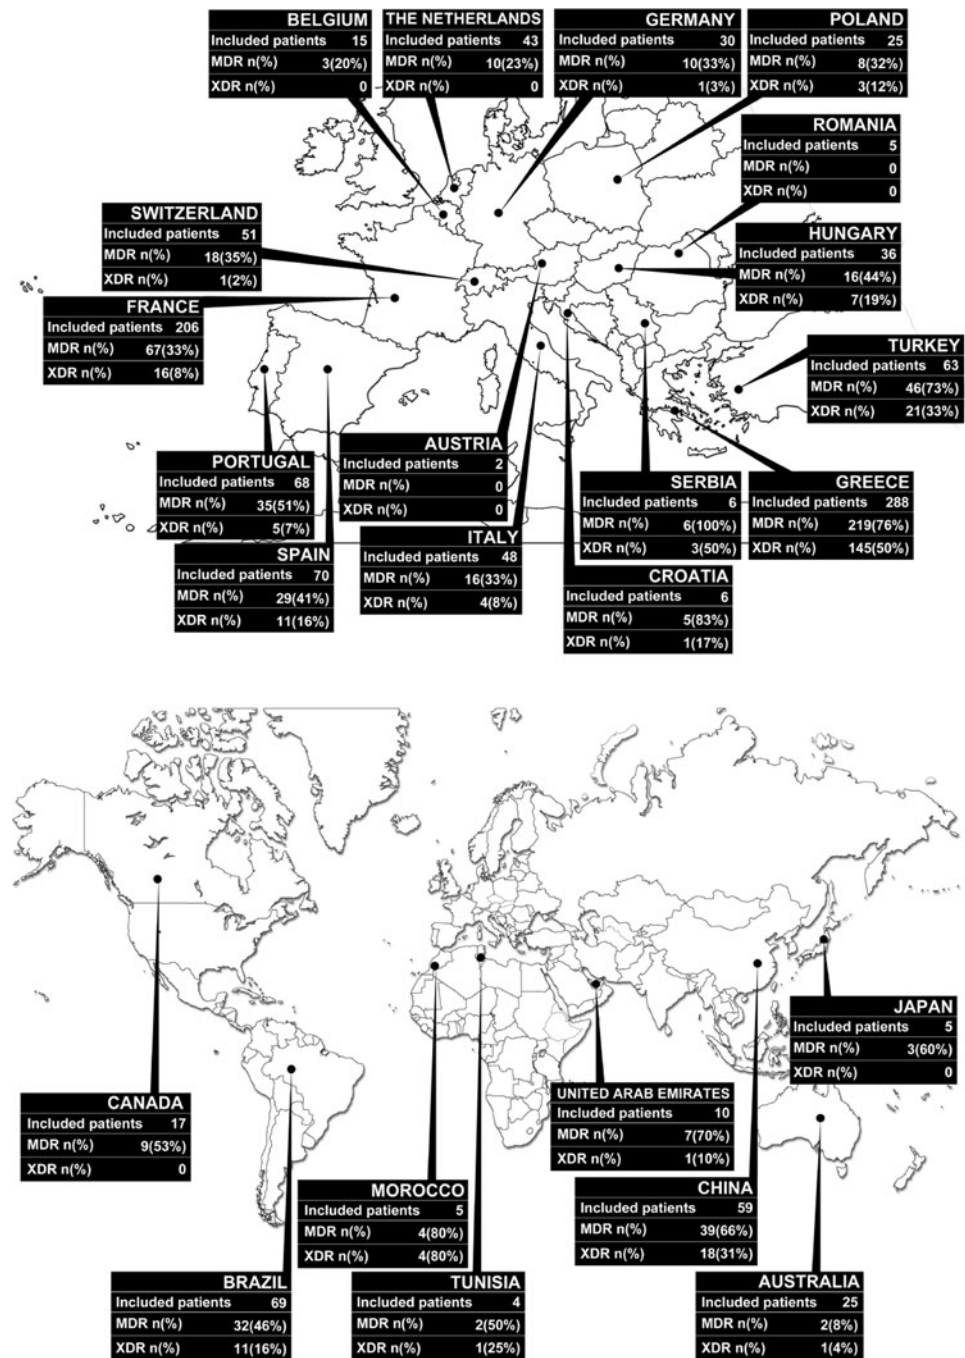 BELGIUM
Included patients 15
MDR n(%) 3(20%)
XDR n(%) 0
THE NETHERLANDS
Included patients 43
MDR n(%) 10(23%)
XDR n(%) 0
GERMANY
Included patients 30
MDR n(%) 10(33%)
XDR n(%) 1(3%)
POLAND
Included patients 25
MDR n(%) 8(32%)
XDR n(%) 3(12%)
ROMANIA
Included patients 5
MDR n(%) 0
XDR n(%) 0
SWITZERLAND
Included patients 51
MDR n(%) 18(35%)
XDR n(%) 1(2%)
HUNGARY
Included patients 36
MDR n(%) 16(44%)
XDR n(%) 7(19%)
FRANCE
Included patients 206
MDR n(%) 67(33%)
XDR n(%) 16(8%)
TURKEY
Included patients 63
MDR n(%) 46(73%)
XDR n(%) 21(33%)
AUSTRIA
Included patients 2
MDR n(%) 0
XDR n(%) 0
PORTUGAL
Included patients 68
MDR n(%) 35(51%)
XDR n(%) 5(7%)
SERBIA
Included patients 6
MDR n(%) 6(100%)
XDR n(%) 3(50%)
GREECE
Included patients 288
MDR n(%) 219(76%)
XDR n(%) 145(50%)
ITALY
Included patients 48
MDR n(%) 16(33%)
XDR n(%) 4(8%)
SPAIN
Included patients 70
MDR n(%) 29(41%)
XDR n(%) 11(16%)
CROATIA
Included patients 6
MDR n(%) 5(83%)
XDR n(%) 1(17%)
JAPAN
Included patients 5
MDR n(%) 3(60%)
XDR n(%) 0
UNITED ARAB EMIRATES
Included patients 10
MDR n(%) 7(70%)
XDR n(%) 1(10%)
CANADA
Included patients 17
MDR n(%) 9(53%)
XDR n(%) 0
MOROCCO
Included patients 5
MDR n(%) 4(80%)
XDR n(%) 4(80%)
CHINA
Included patients 59
MDR n(%) 39(66%)
XDR n(%) 18(31%)
BRAZIL
Included patients 69
MDR n(%) 32(46%)
XDR n(%) 11(16%)
TUNISIA
Included patients 4
MDR n(%) 2(50%)
XDR n(%) 1(25%)
AUSTRALIA
Included patients 25
MDR n(%) 2(8%)
XDR n(%) 1(4%)